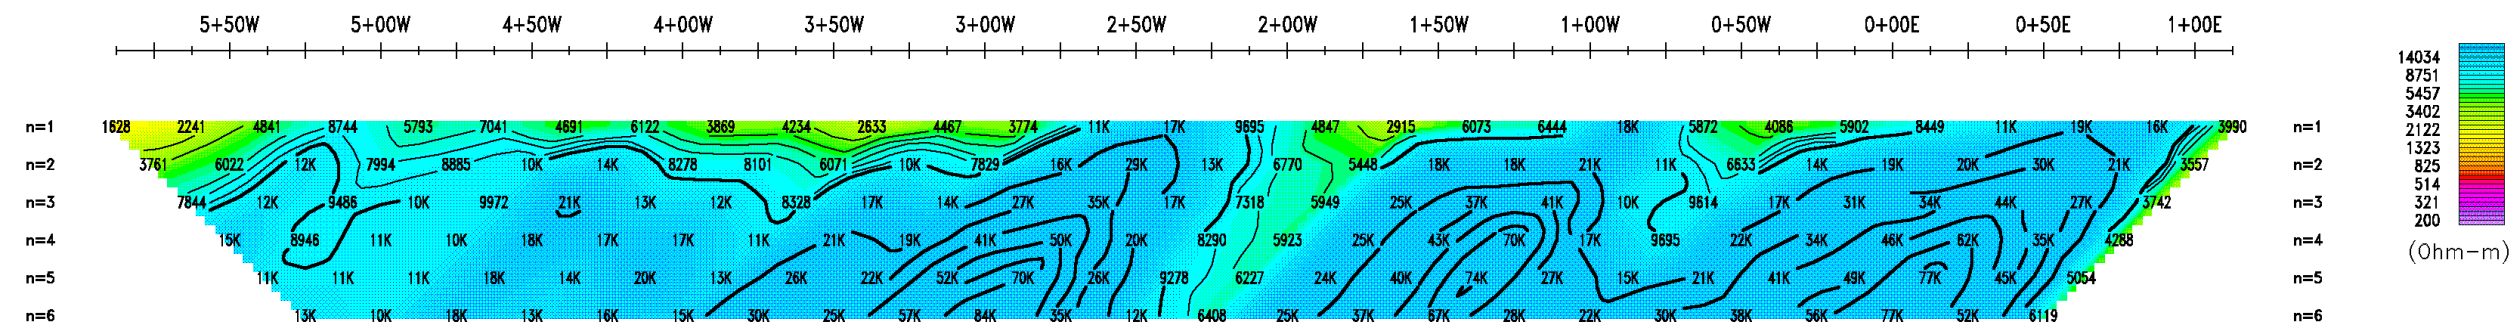 5+50W 5+00W 4+50W 4+00W 3+50W 3+00W 2+50W 2+00W 1+50W 1+00W 0+50W 0+00E 0+50E 1+00E
14034
8751
5457
3402
2122
1323
825
514
321
200
(Ohm-m)
n=1 1628 2241 4841 8744 5793 7041 4691 6122 3869 4234 2633 4467 3774 11K 17K 9695 4847 2915 6073 6444 18K 5872 4086 5902 8449 11K 19K 16K 3990 n=1
n=2 3761 6022 12K 7994 8885 10K 14K 8278 8101 6071 10K 7829 16K 29K 13K 6770 5448 18K 18K 21K 11K 6633 14K 19K 20K 30K 21K 3557 n=2
n=3 7844 12K 9486 10K 9972 21K 13K 12K 8328 17K 14K 27K 35K 17K 7318 5949 25K 37K 41K 10K 9614 17K 31K 34K 44K 27K 3742 n=3
n=4 15K 8946 11K 10K 18K 17K 17K 11K 21K 19K 41K 50K 20K 8290 5923 25K 43K 70K 17K 9695 22K 34K 46K 62K 35K 4288 n=4
n=5 11K 11K 11K 18K 14K 20K 13K 26K 22K 52K 70K 26K 9278 6227 24K 40K 74K 27K 15K 21K 41K 49K 77K 45K 5054 n=5
n=6 13K 10K 18K 13K 16K 15K 30K 25K 57K 84K 35K 12K 6408 25K 37K 67K 28K 22K 30K 38K 56K 77K 52K 6119 n=6